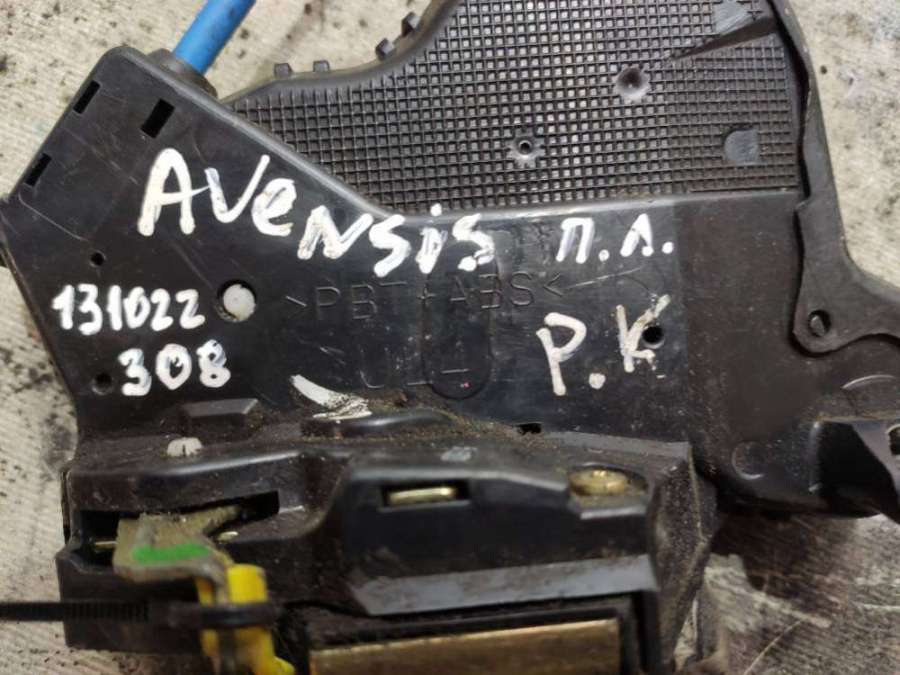 AVENSIS П.Л.
131022
>PBT+ABS<
308
P.K